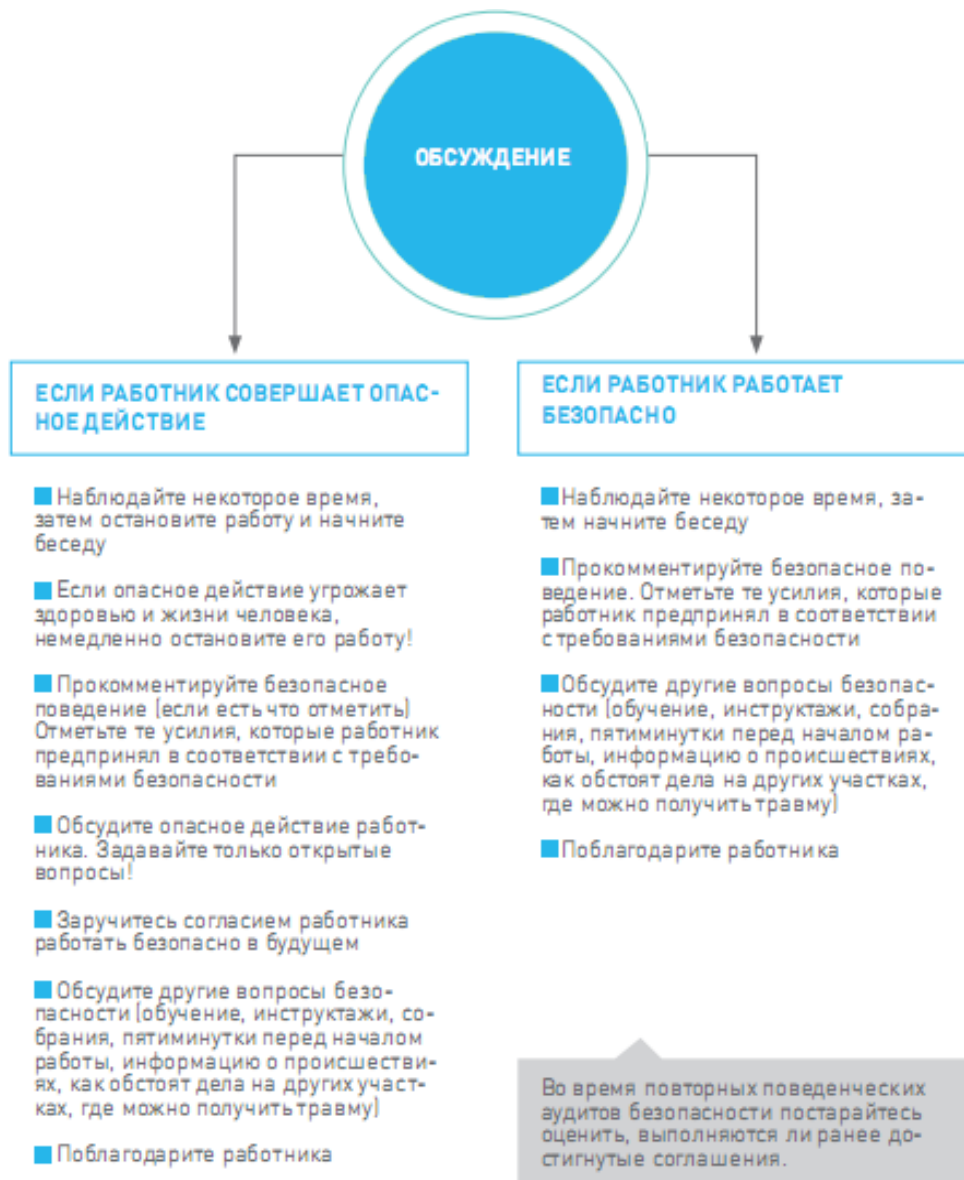 ОБСУЖДЕНИЕ
ЕСЛИ РАБОТНИК СОВЕРШАЕТ ОПАС-
НОЕ ДЕЙСТВИЕ
Наблюдайте некоторое время,
затем остановите работу и начните
беседу
Если опасное действие угрожает
здоровью и жизни человека,
немедленно остановите его работу!
Прокомментируйте безопасное
поведение (если есть что отметить)
Отметьте те усилия, которые работник
предпринял в соответствии с требо-
ваниями безопасности
Обсудите опасное действие работ-
ника. Задавайте только открытые
вопросы!
Заручитесь согласием работника
работать безопасно в будущем
Обсудите другие вопросы безо-
пасности (обучение, инструктажи, со-
брания, пятиминутки перед началом
работы, информацию о происшестви-
ях, как обстоят дела на других участ-
ках, где можно получить травму)
Поблагодарите работника
ЕСЛИ РАБОТНИК РАБОТАЕТ
БЕЗОПАСНО
Наблюдайте некоторое время, за-
тем начните беседу
Прокомментируйте безопасное по-
ведение. Отметьте те усилия, которые
работник предпринял в соответствии
с требованиями безопасности
Обсудите другие вопросы безопас-
ности (обучение, инструктажи, собра-
ния, пятиминутки перед началом ра-
боты, информацию о происшествиях,
как обстоят дела на других участках,
где можно получить травму)
Поблагодарите работника
Во время повторных поведенческих
аудитов безопасности постарайтесь
оценить, выполняются ли ранее до-
стигнутые соглашения.